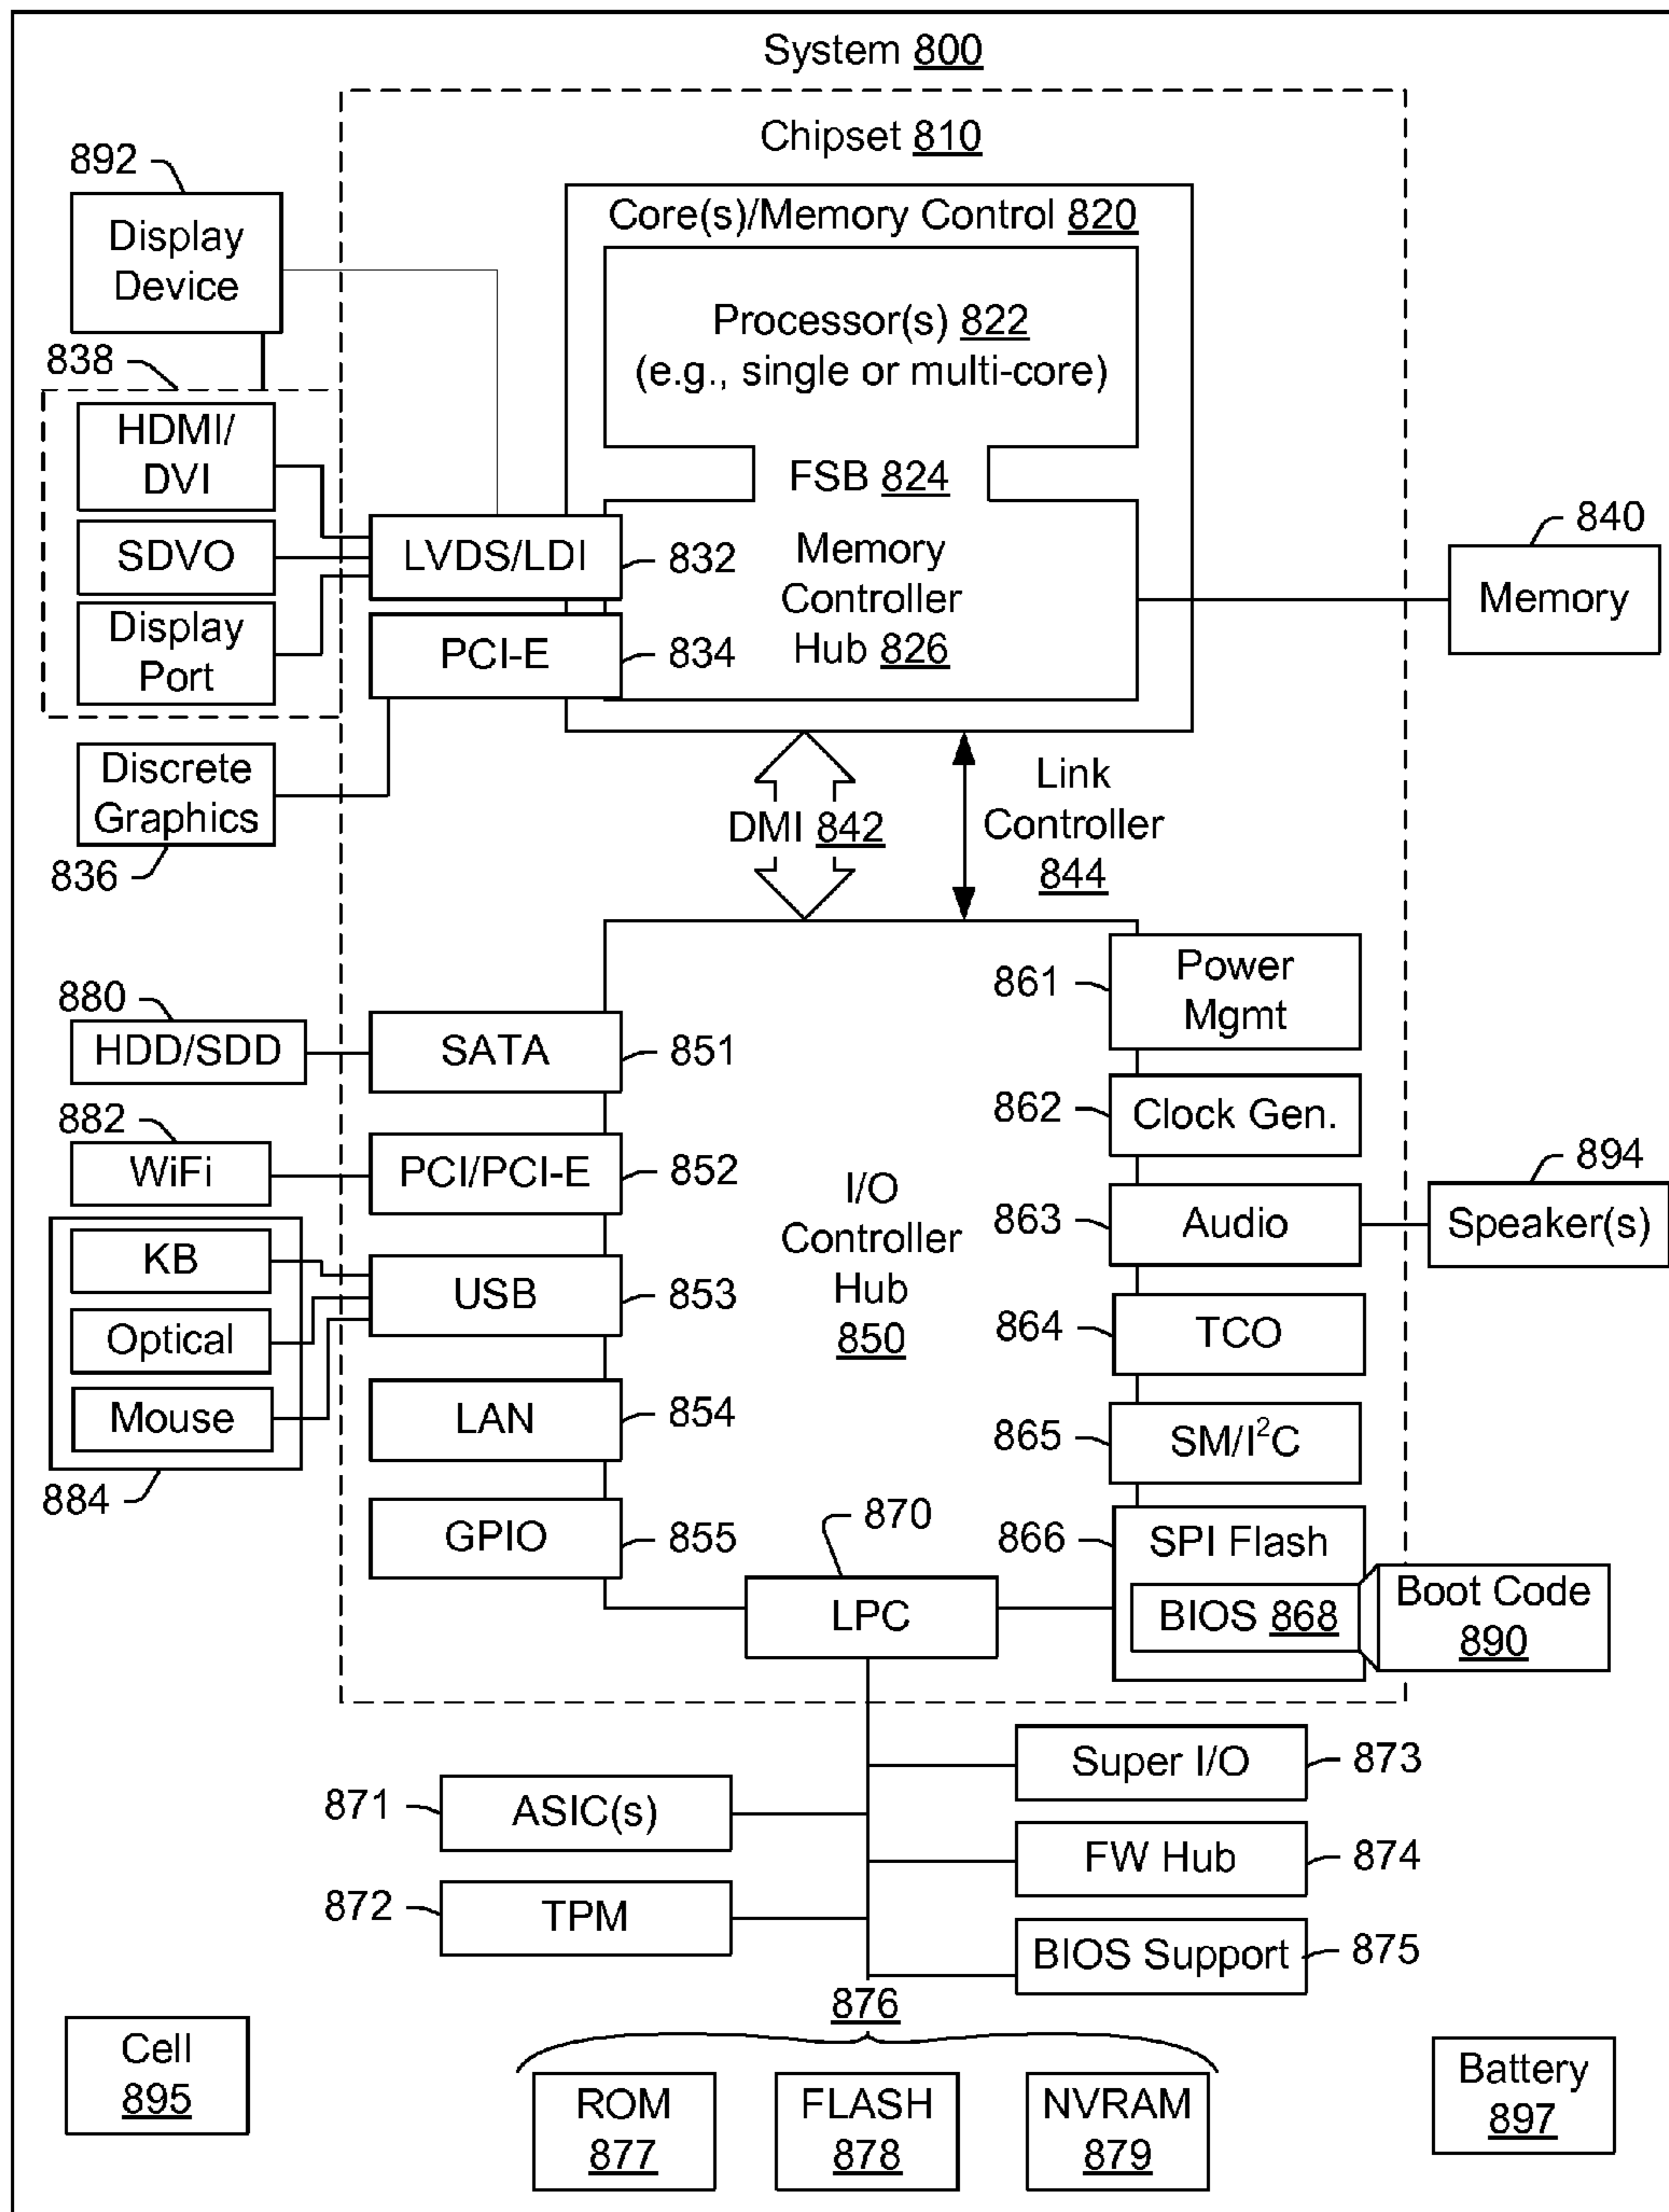 System 800
Chipset 810
892
Display
Device
Core(s)/Memory Control 820
Processor(s) 822
(e.g., single or multi-core)
838
HDMI/
DVI
SDVO
Display
Port
FSB 824
LVDS/LDI
832
PCI-E
834
Memory
Controller
Hub 826
840
Memory
Discrete
Graphics
836
DMI 842
Link
Controller
844
880
HDD/SDD
SATA
851
882
WiFi
PCI/PCI-E
852
KB
Optical
Mouse
884
USB
853
LAN
854
GPIO
855
I/O
Controller
Hub
850
861
Power
Mgmt
862
Clock Gen.
863
Audio
894
Speaker(s)
864
TCO
865
SM/I²C
866
SPI Flash
BIOS 868
Boot Code
890
870
LPC
871
ASIC(s)
872
TPM
Super I/O
873
FW Hub
874
BIOS Support
875
876
Cell
895
ROM
877
FLASH
878
NVRAM
879
Battery
897